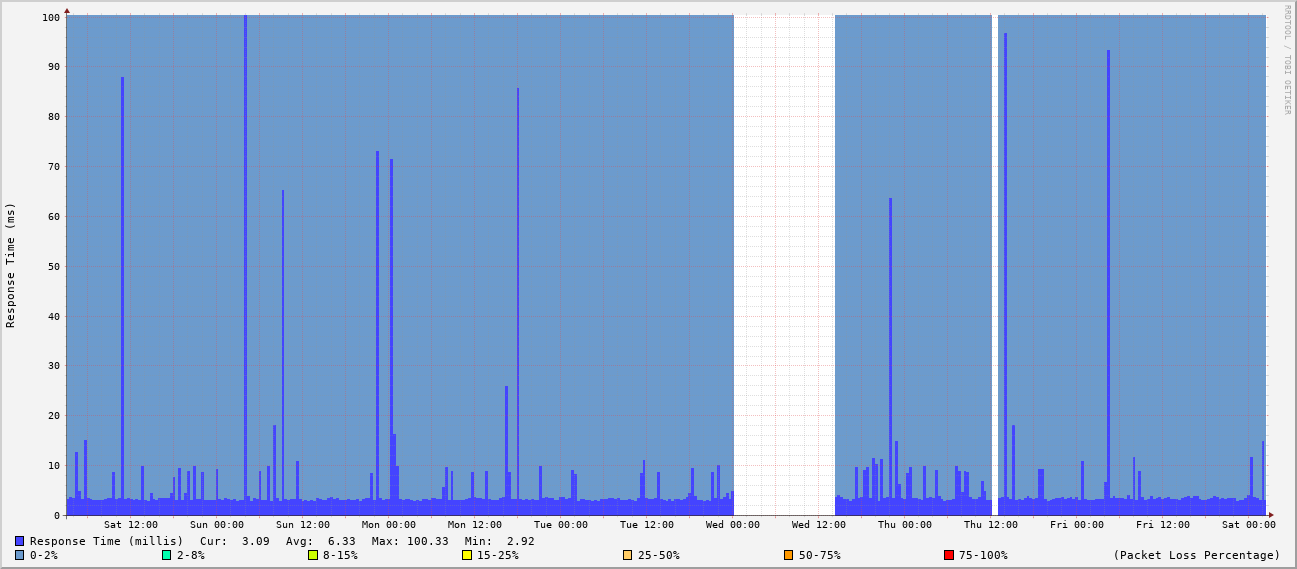 RRDTOOL / TOBI OETIKER
Response Time (ms)
100
90
80
70
60
50
40
30
20
10
0
Sat 12:00 Sun 00:00 Sun 12:00 Mon 00:00 Mon 12:00 Tue 00:00 Tue 12:00 Wed 00:00 Wed 12:00 Thu 00:00 Thu 12:00 Fri 00:00 Fri 12:00 Sat 00:00
Response Time (millis) Cur: 3.09 Avg: 6.33 Max: 100.33 Min: 2.92
0-2% 2-8% 8-15% 15-25% 25-50% 50-75% 75-100% (Packet Loss Percentage)